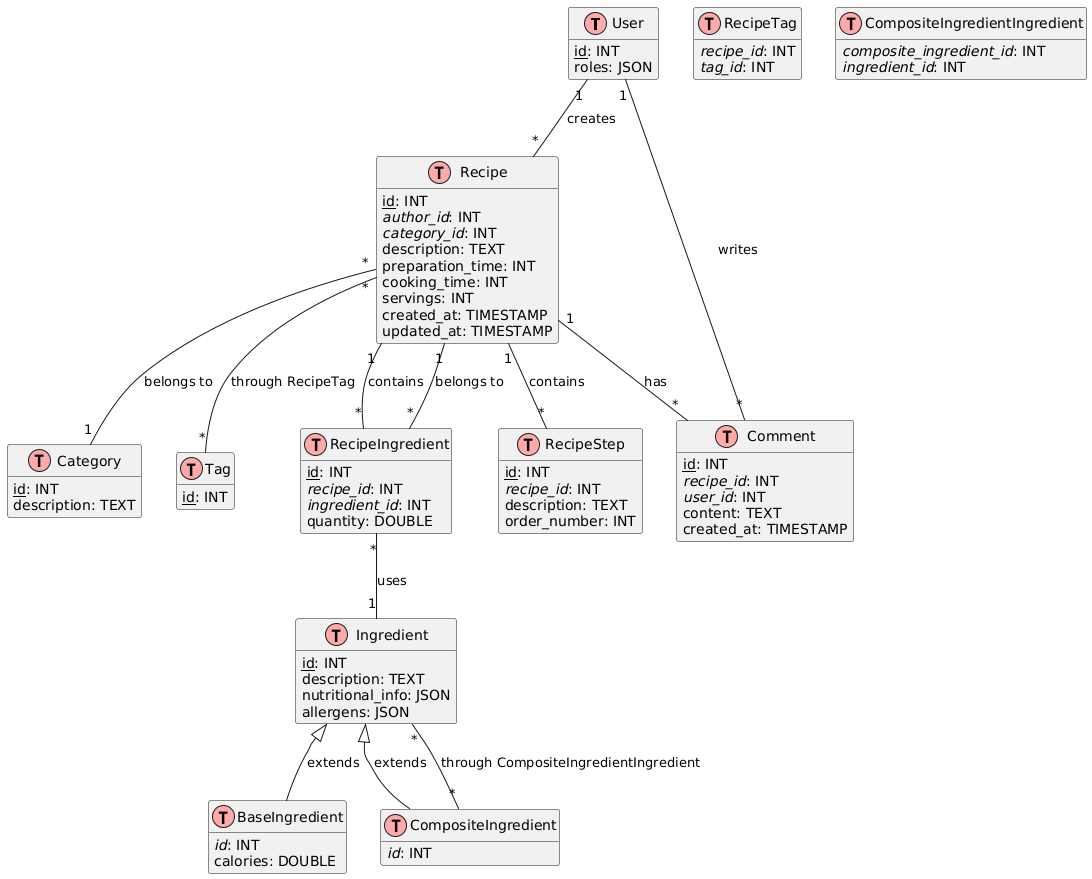 T User
id: INT
roles: JSON
T RecipeTag
recipe_id: INT
tag_id: INT
T CompositeIngredientIngredient
composite_ingredient_id: INT
ingredient_id: INT
1
1
creates
*
writes
T Recipe
id: INT
author_id: INT
category_id: INT
description: TEXT
preparation_time: INT
cooking_time: INT
servings: INT
created_at: TIMESTAMP
updated_at: TIMESTAMP
*
*
1
1
1
1
belongs to
through RecipeTag
contains
belongs to
contains
has
1
*
*
*
*
*
*
T Category
id: INT
description: TEXT
T Tag
id: INT
T RecipeIngredient
id: INT
recipe_id: INT
ingredient_id: INT
quantity: DOUBLE
T RecipeStep
id: INT
recipe_id: INT
description: TEXT
order_number: INT
T Comment
id: INT
recipe_id: INT
user_id: INT
content: TEXT
created_at: TIMESTAMP
*
uses
1
T Ingredient
id: INT
description: TEXT
nutritional_info: JSON
allergens: JSON
*
extends
extends
through CompositeIngredientIngredient
*
T BaseIngredient
id: INT
calories: DOUBLE
T CompositeIngredient
id: INT